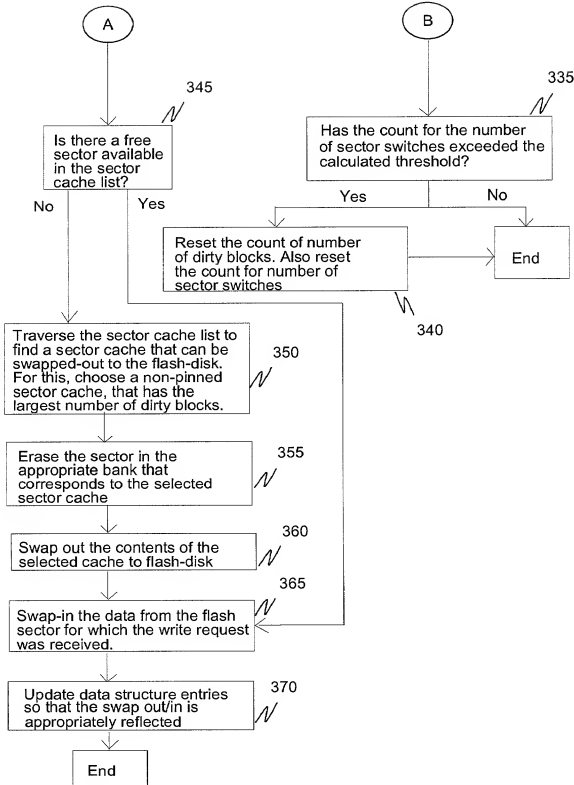 A
B
345
335
Is there a free
sector available
in the sector
cache list?
Has the count for the number
of sector switches exceeded the
calculated threshold?
No
Yes
Yes
No
Reset the count of number
of dirty blocks. Also reset
the count for number of
sector switches
End
340
Traverse the sector cache list to
find a sector cache that can be
swapped-out to the flash-disk.
For this, choose a non-pinned
sector cache, that has the
largest number of dirty blocks.
350
Erase the sector in the
appropriate bank that
corresponds to the selected
sector cache
355
Swap out the contents of the
selected cache to flash-disk
360
365
Swap-in the data from the flash
sector for which the write request
was received.
Update data structure entries
so that the swap out/in is
appropriately reflected
370
End